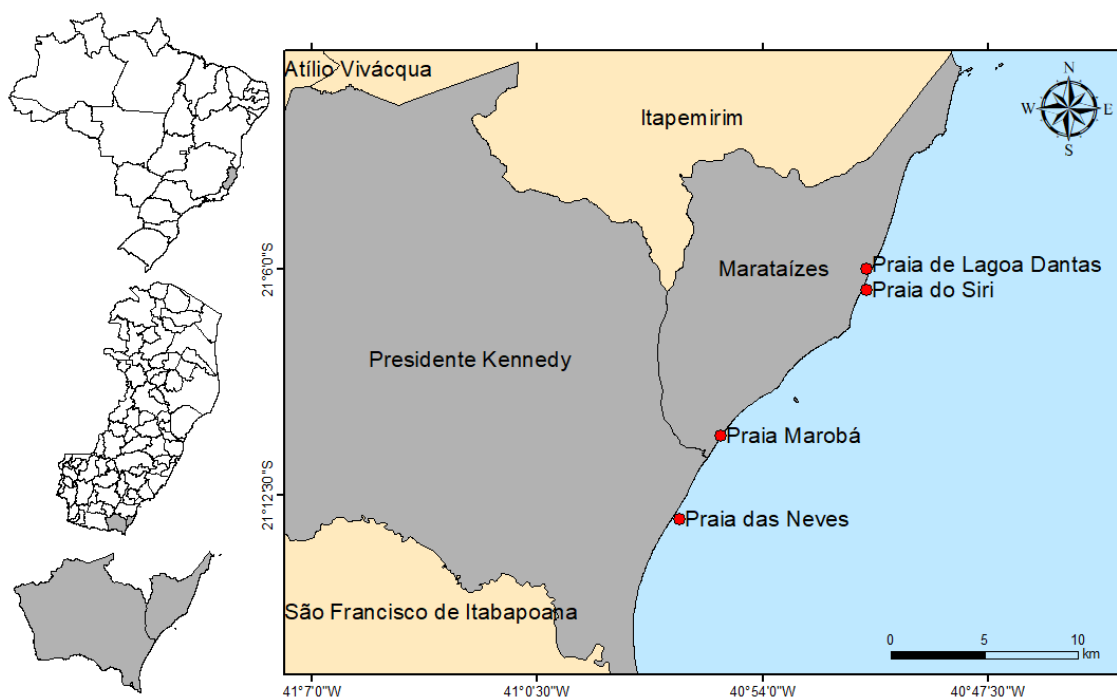 Atílio Vivácqua
Itapemirim
N
W
E
S
Marataízes
Praia de Lagoa Dantas
Praia do Siri
Presidente Kennedy
Praia Marobá
Praia das Neves
São Francisco de Itabapoana
21°6'0"S
21°12'30"S
0 5 10
km
41°7'0"W 41°0'30"W 40°54'0"W 40°47'30"W